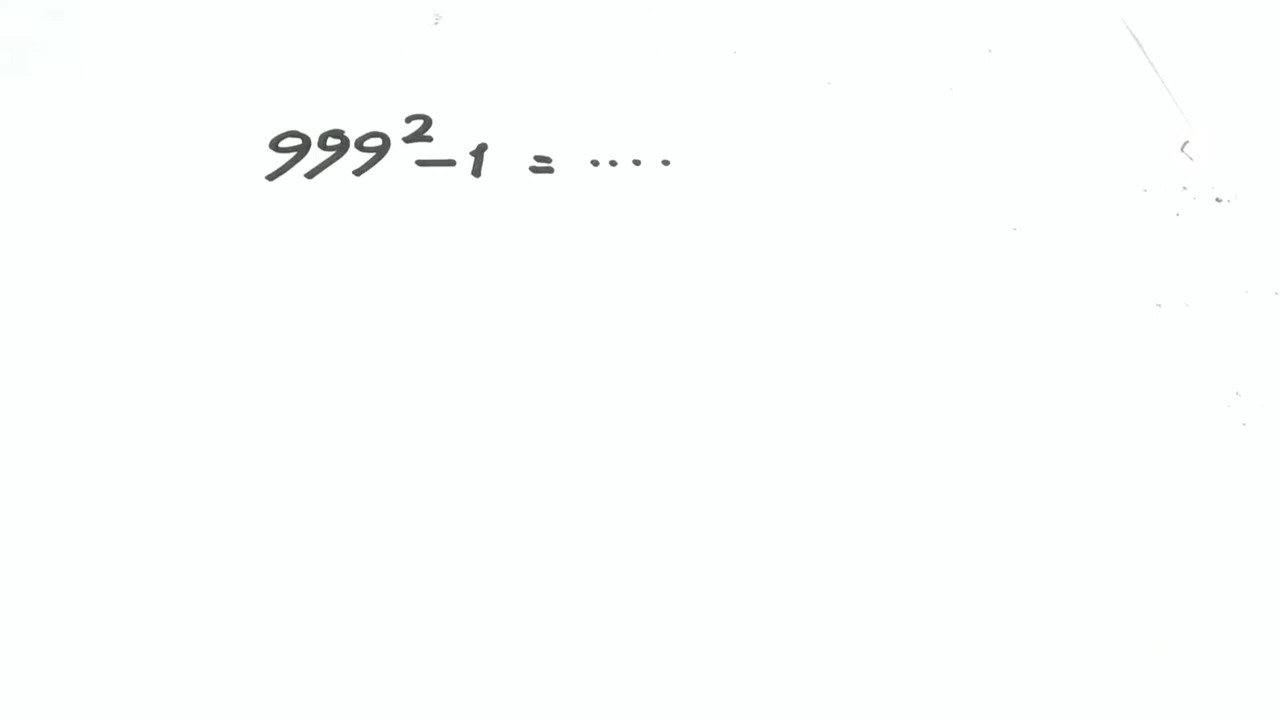 999² - 1 = ....